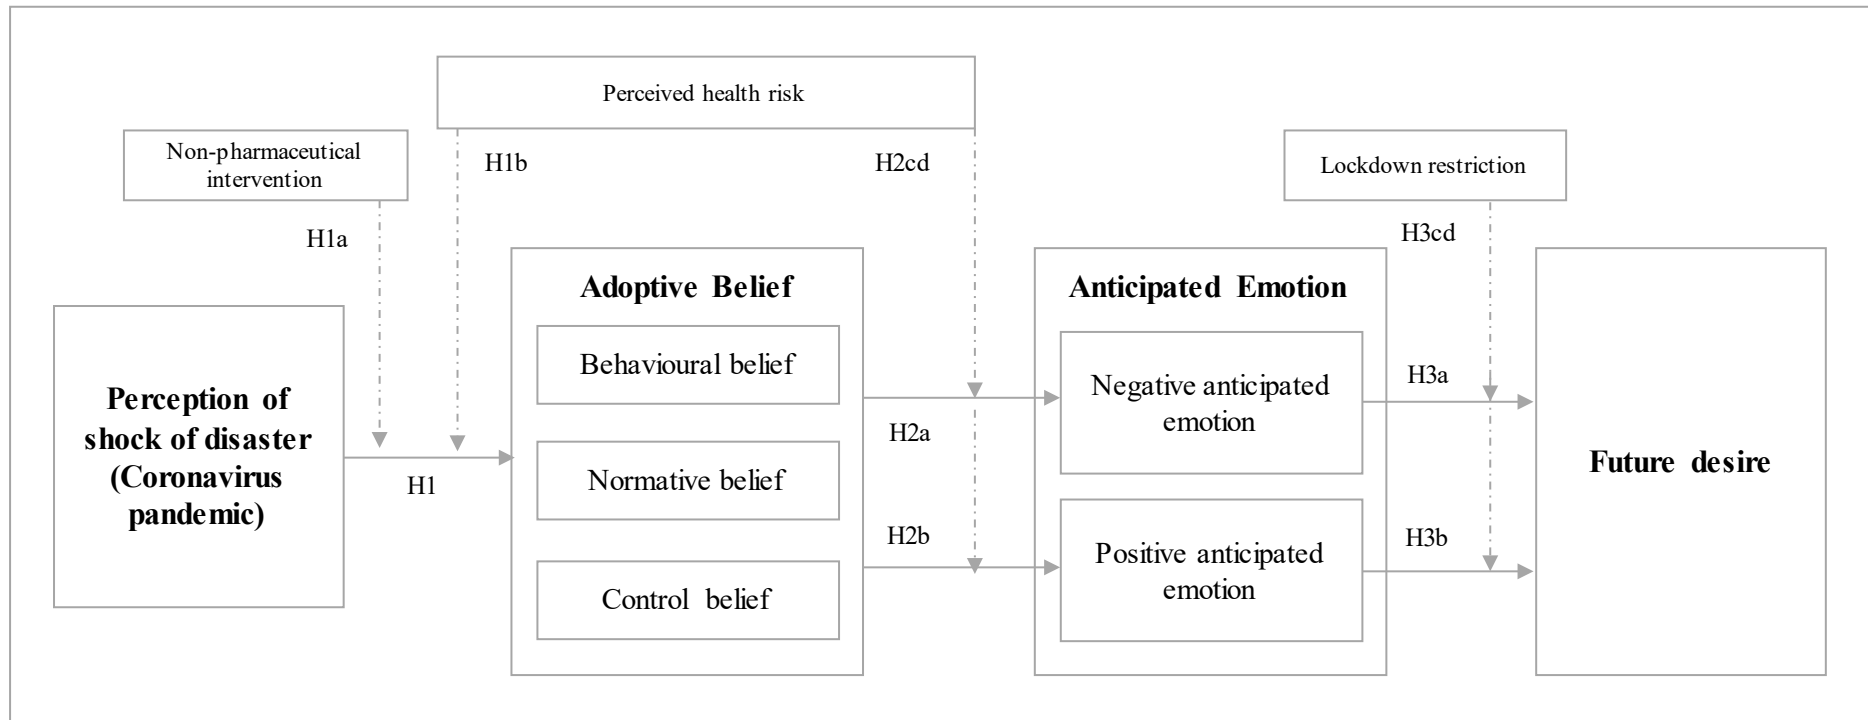 Perceived health risk
Non-pharmaceutical
intervention
H1b
H2cd
Lockdown restriction
H1a
H3cd
Perception of
shock of disaster
(Coronavirus
pandemic)
H1
Adoptive Belief
Behavioural belief
Normative belief
Control belief
H2a
H2b
Anticipated Emotion
Negative anticipated
emotion
Positive anticipated
emotion
H3a
H3b
Future desire